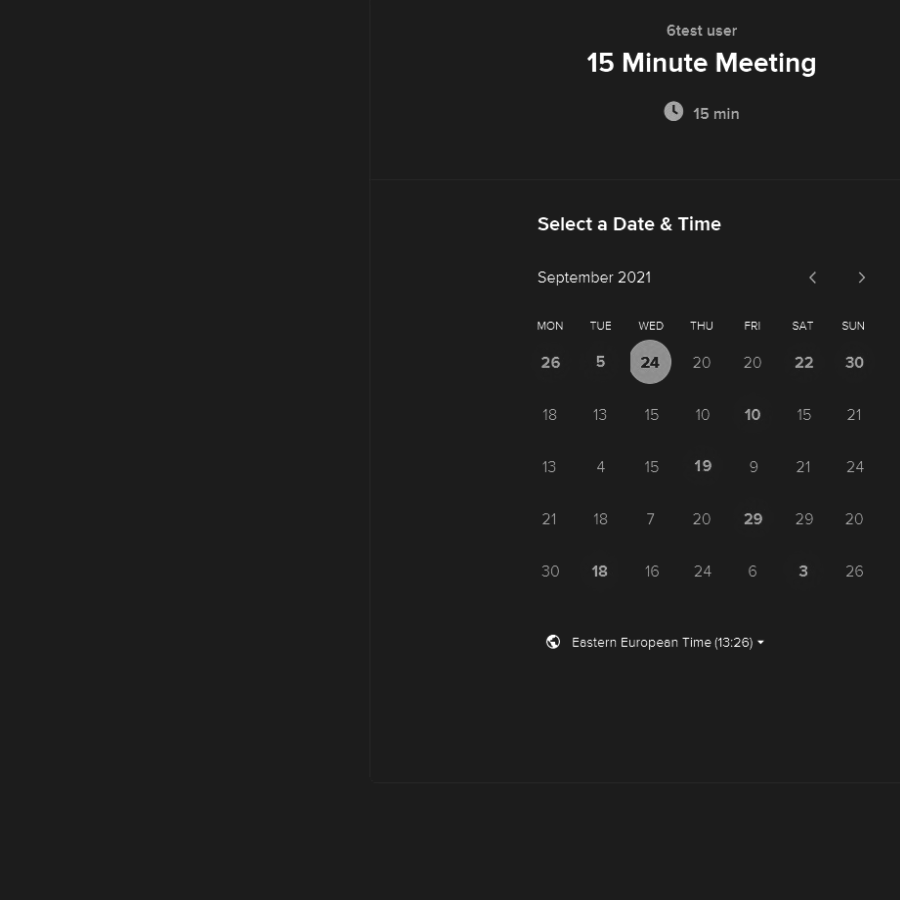 6test user
15 Minute Meeting
15 min
Select a Date & Time
September 2021
MON TUE WED THU FRI SAT SUN
26 5 24 20 20 22 30
18 13 15 10 10 15 21
13 4 15 19 9 21 24
21 18 7 20 29 29 20
30 18 16 24 6 3 26
Eastern European Time (13:26)